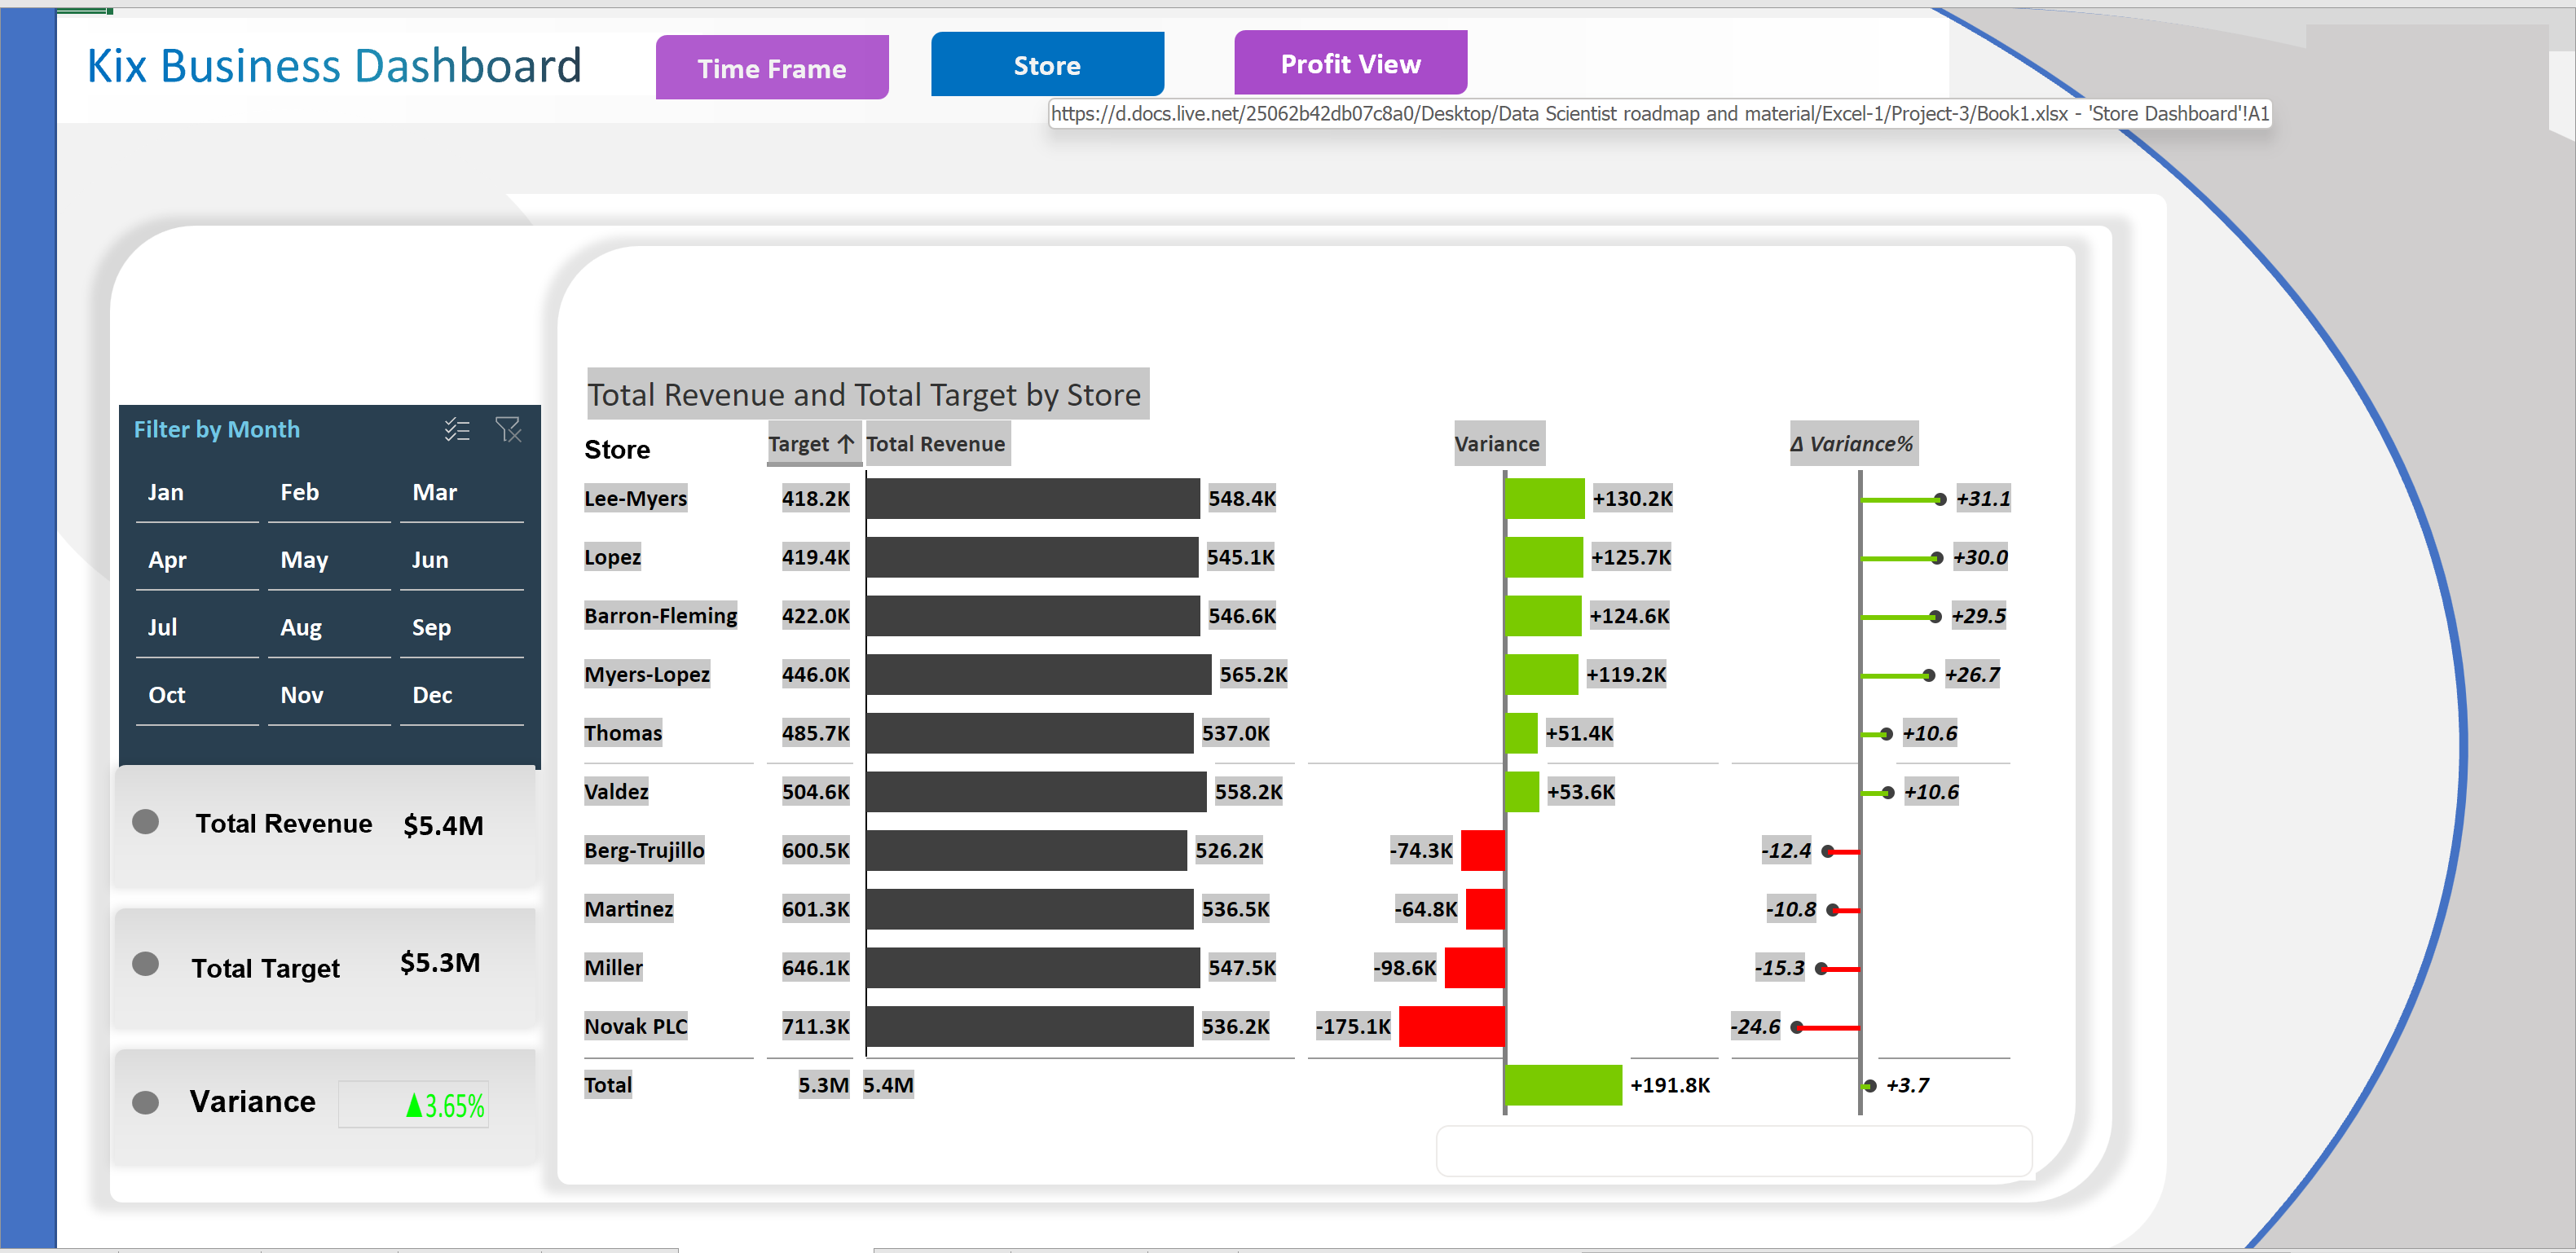 Kix Business Dashboard
Time Frame
Store
Profit View
https://d.docs.live.net/25062b42db07c8a0/Desktop/Data Scientist roadmap and material/Excel-1/Project-3/Book1.xlsx - 'Store Dashboard'!A1
Filter by Month
Jan Feb Mar
Apr May Jun
Jul Aug Sep
Oct Nov Dec
Total Revenue $5.4M
Total Target $5.3M
Variance ▲3.65%
Total Revenue and Total Target by Store
Store Target ↑ Total Revenue Variance Δ Variance%
Lee-Myers 418.2K 548.4K +130.2K +31.1
Lopez 419.4K 545.1K +125.7K +30.0
Barron-Fleming 422.0K 546.6K +124.6K +29.5
Myers-Lopez 446.0K 565.2K +119.2K +26.7
Thomas 485.7K 537.0K +51.4K +10.6
Valdez 504.6K 558.2K +53.6K +10.6
Berg-Trujillo 600.5K 526.2K -74.3K -12.4
Martinez 601.3K 536.5K -64.8K -10.8
Miller 646.1K 547.5K -98.6K -15.3
Novak PLC 711.3K 536.2K -175.1K -24.6
Total 5.3M 5.4M +191.8K +3.7